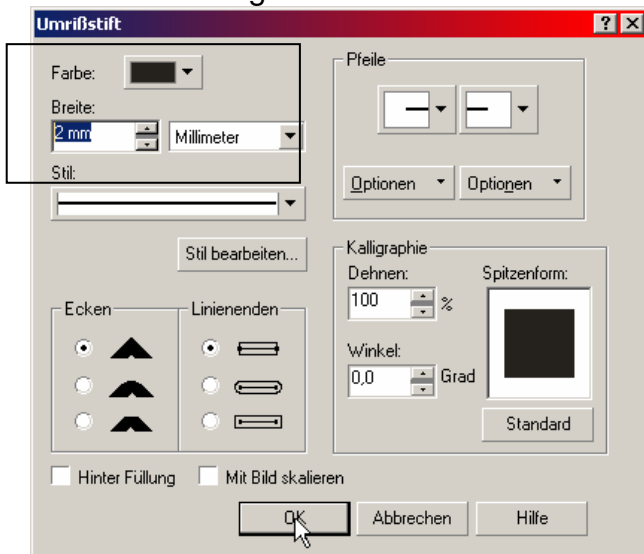 Umrißstift
Farbe:
Breite:
2 mm
Millimeter
Stil:
Stil bearbeiten...
Pfeile
Optionen
Optionen
Ecken
Linienenden
Kalligraphie
Dehnen:
Spitzenform:
100 %
Winkel:
0,0 Grad
Standard
Hinter Füllung
Mit Bild skalieren
OK
Abbrechen
Hilfe